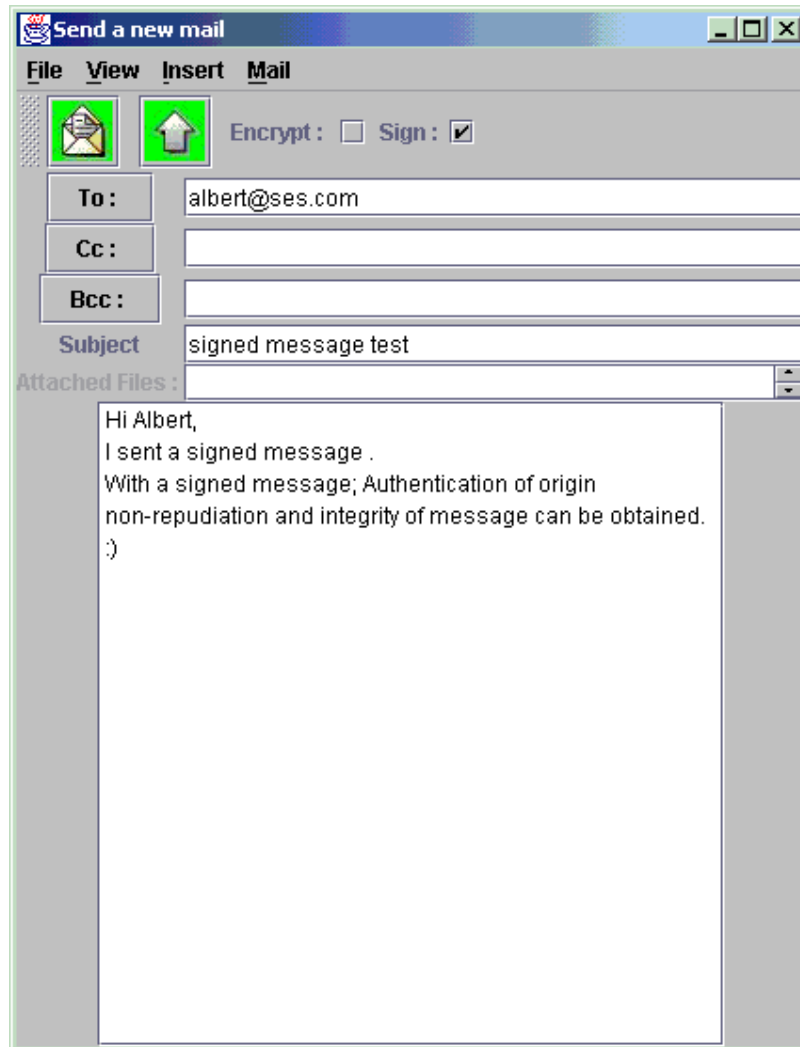 Send a new mail
File View Insert Mail
Encrypt : Sign :
To : albert@ses.com
Cc :
Bcc :
Subject signed message test
Attached Files :
Hi Albert,
I sent a signed message .
With a signed message; Authentication of origin
non-repudiation and integrity of message can be obtained.
:)